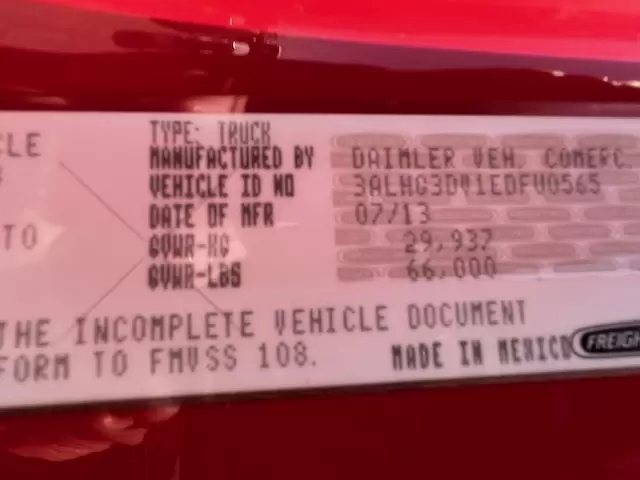 CLE
TO
TYPE: TRUCK
MANUFACTURED BY DAIMLER VEH. COMERC.
VEHICLE ID NO 3ALHG3DV1EDFV0565
DATE OF MFR 07/13
GVWR-KG 29,937
GVWR-LBS 66,000
THE INCOMPLETE VEHICLE DOCUMENT
FORM TO FMVSS 108. MADE IN MEXICO FREIGH